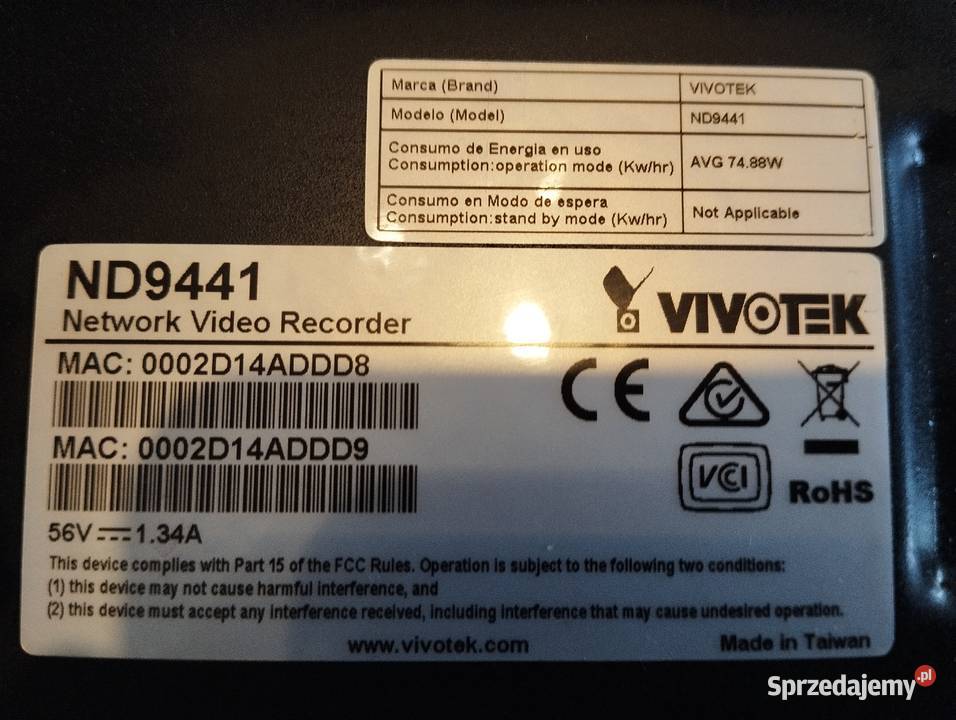 Marca (Brand) VIVOTEK
Modelo (Model) ND9441
Consumo de Energia en uso
Consumption:operation mode (Kw/hr) AVG 74.88W
Consumo en Modo de espera
Consumption:stand by mode (Kw/hr) Not Applicable
ND9441
Network Video Recorder
VIVOTEK
MAC: 0002D14ADDD8
CE
MAC: 0002D14ADDD9
VCI
RoHS
56V 1.34A
This device complies with Part 15 of the FCC Rules. Operation is subject to the following two conditions:
(1) this device may not cause harmful interference, and
(2) this device must accept any interference received, including interference that may cause undesired operation.
www.vivotek.com
Made in Taiwan
Sprzedajemy.pl